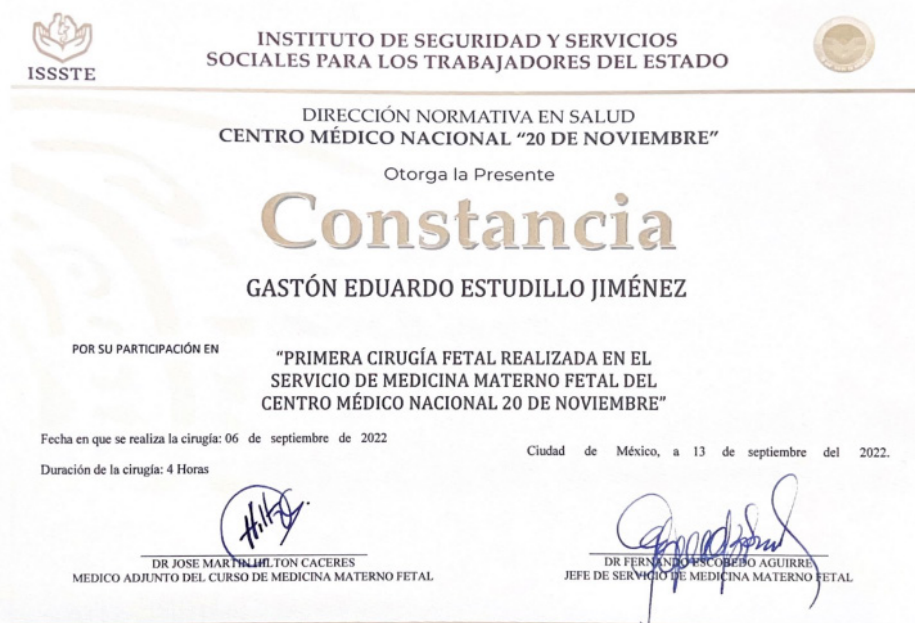 ISSSTE
INSTITUTO DE SEGURIDAD Y SERVICIOS
SOCIALES PARA LOS TRABAJADORES DEL ESTADO
DIRECCIÓN NORMATIVA EN SALUD
CENTRO MÉDICO NACIONAL “20 DE NOVIEMBRE”
Otorga la Presente
Constancia
GASTÓN EDUARDO ESTUDILLO JIMÉNEZ
POR SU PARTICIPACIÓN EN
“PRIMERA CIRUGÍA FETAL REALIZADA EN EL
SERVICIO DE MEDICINA MATERNO FETAL DEL
CENTRO MÉDICO NACIONAL 20 DE NOVIEMBRE”
Fecha en que se realiza la cirugía: 06 de septiembre de 2022
Duración de la cirugía: 4 Horas
Ciudad de México, a 13 de septiembre del 2022.
Hilton
DR JOSE MARTIN HILTON CACERES
MEDICO ADJUNTO DEL CURSO DE MEDICINA MATERNO FETAL
DR FERNANDO ESCOBEDO AGUIRRE
JEFE DE SERVICIO DE MEDICINA MATERNO FETAL